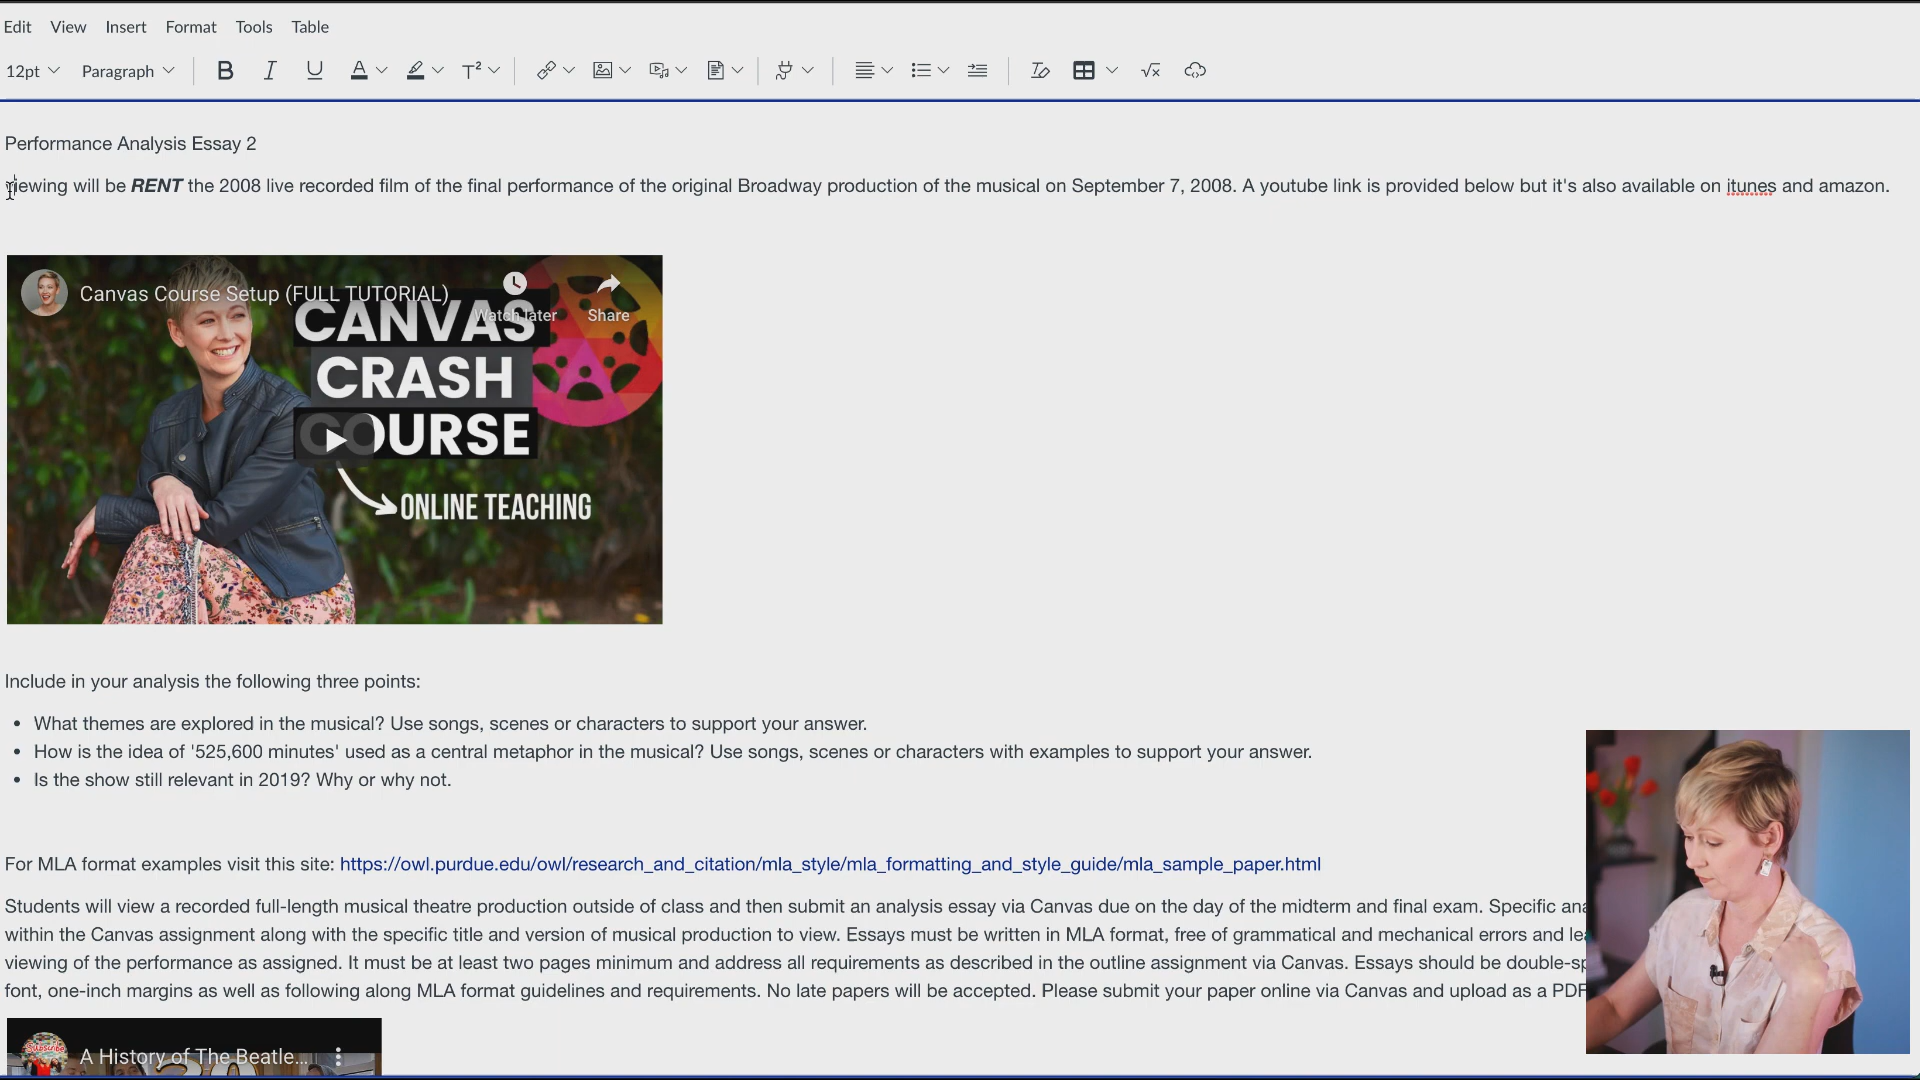 Edit View Insert Format Tools Table
12pt Paragraph
Performance Analysis Essay 2
viewing will be RENT the 2008 live recorded film of the final performance of the original Broadway production of the musical on September 7, 2008. A youtube link is provided below but it's also available on itunes and amazon.
Canvas Course Setup (FULL TUTORIAL)
Watch later
Share
CANVAS
CRASH
COURSE
ONLINE TEACHING
Include in your analysis the following three points:
• What themes are explored in the musical? Use songs, scenes or characters to support your answer.
• How is the idea of '525,600 minutes' used as a central metaphor in the musical? Use songs, scenes or characters with examples to support your answer.
• Is the show still relevant in 2019? Why or why not.
For MLA format examples visit this site: https://owl.purdue.edu/owl/research_and_citation/mla_style/mla_formatting_and_style_guide/mla_sample_paper.html
Students will view a recorded full-length musical theatre production outside of class and then submit an analysis essay via Canvas due on the day of the midterm and final exam. Specific
within the Canvas assignment along with the specific title and version of musical production to view. Essays must be written in MLA format, free of grammatical and mechanical errors and
viewing of the performance as assigned. It must be at least two pages minimum and address all requirements as described in the outline assignment via Canvas. Essays should be
font, one-inch margins as well as following along MLA format guidelines and requirements. No late papers will be accepted. Please submit your paper online via Canvas and upload as a PDF
Subscribe
A History of The Beatle...